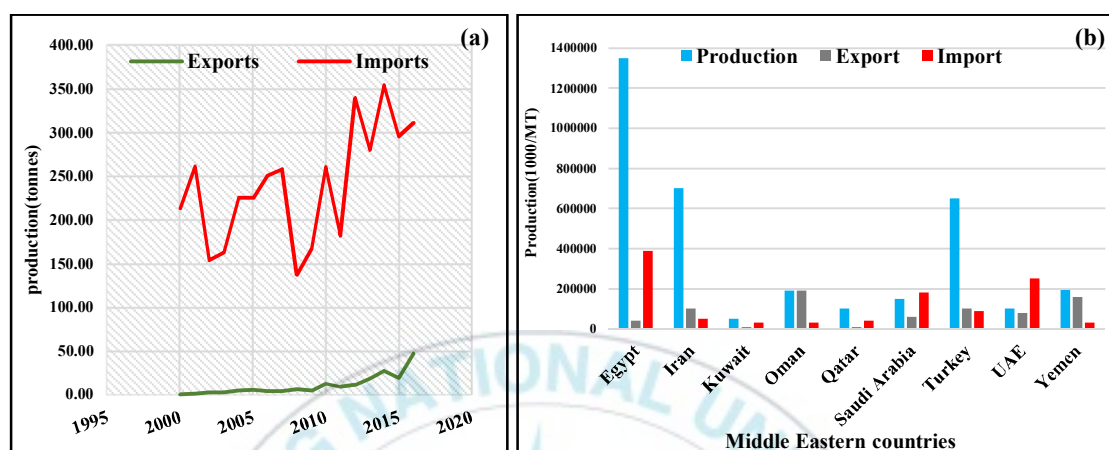 (a)
Exports Imports
production(tonnes)
400.00
350.00
300.00
250.00
200.00
150.00
100.00
50.00
0.00
1995 2000 2005 2010 2015 2020
(b)
Production Export Import
Production(1000/MT)
1400000
1200000
1000000
800000
600000
400000
200000
0
Egypt Iran Kuwait Oman Qatar Saudi Arabia Turkey UAE Yemen
Middle Eastern countries
NATIONAL UN